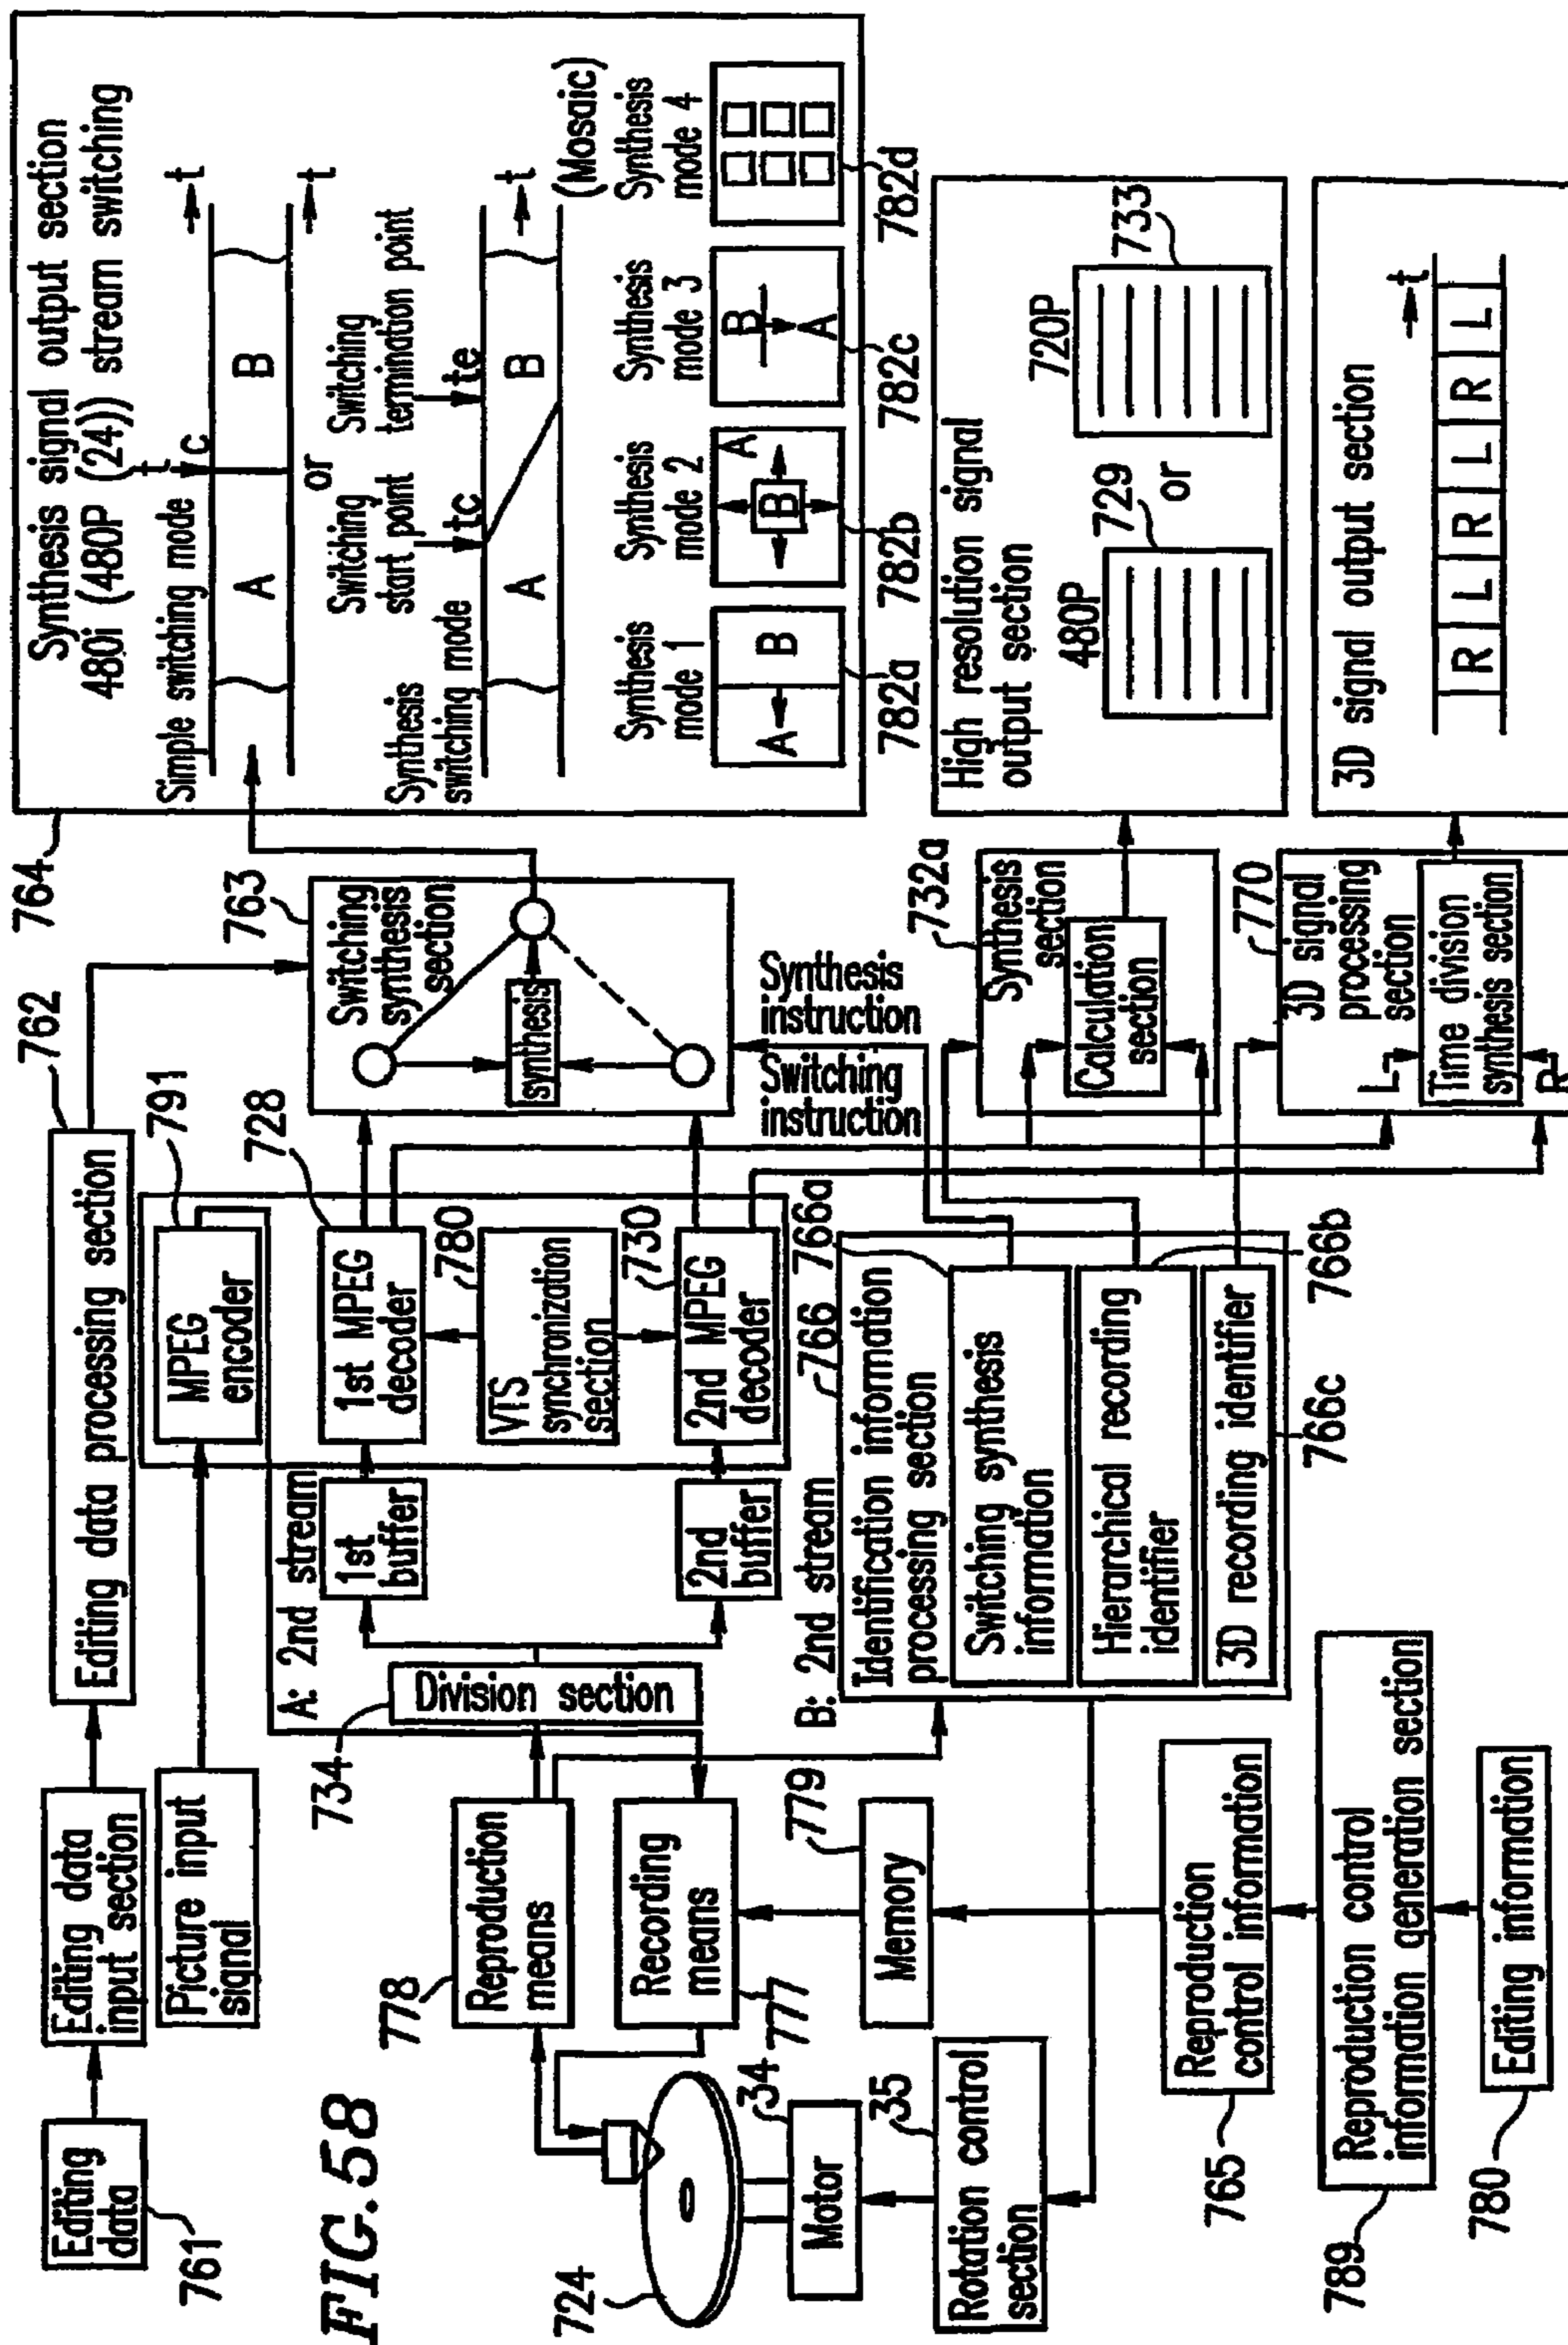 FIG.58
761
Editing
data
Editing data
input section
Picture input
signal
Editing data processing section
762
MPEG
encoder
791
734
Division section
A: 2nd stream
1st
buffer
1st MPEG
decoder
728
VTS
synchronization
section
780
2nd
buffer
2nd MPEG
decoder
730
B: 2nd stream
763
Switching
synthesis
section
synthesis
Synthesis
instruction
Switching
instruction
764
Synthesis signal output section
480i (480P (24)) stream switching
Simple switching mode
t c
A
B
t
t
or
Synthesis
switching mode
Switching
start point
Switching
termination point
tc
te
A
B
t
(Mosaic)
Synthesis
mode 1
Synthesis
mode 2
Synthesis
mode 3
Synthesis
mode 4
A
B
B
A
B
A
782a
782b
782c
782d
778
Reproduction
means
Recording
means
777
724
34
Motor
35
Rotation control
section
779
Memory
766
766a
Identification information
processing section
Switching synthesis
information
Hierarchical recording
identifier
3D recording identifier
766b
766c
732a
Synthesis
section
Calculation
section
High resolution signal
output section
480P
729
or
720P
733
770
3D signal
processing
section
L
Time division
synthesis section
R
3D signal output section
t
R L R L R L
765
Reproduction
control information
789
Reproduction control
information generation section
780
Editing information